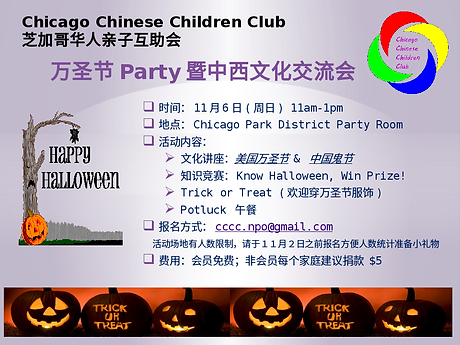 Chicago Chinese Children Club
芝加哥华人亲子互助会
Chicago
Chinese
Children
Club
万圣节 Party 暨中西文化交流会
时间： 11 月 6 日 ( 周日 ) 11am-1pm
地点： Chicago Park District Party Room
活动内容：
文化讲座：美国万圣节 & 中国鬼节
知识竞赛：Know Halloween, Win Prize!
Trick or Treat ( 欢迎穿万圣节服饰 )
Potluck 午餐
报名方式： cccc.npo@gmail.com
活动场地有人数限制，请于１１月２日之前报名方便人数统计准备小礼物
费用：会员免费；非会员每个家庭建议捐款 $5
HAPPY
HALLOWEEN
TRICK OR TREAT
TRICK OR TREAT